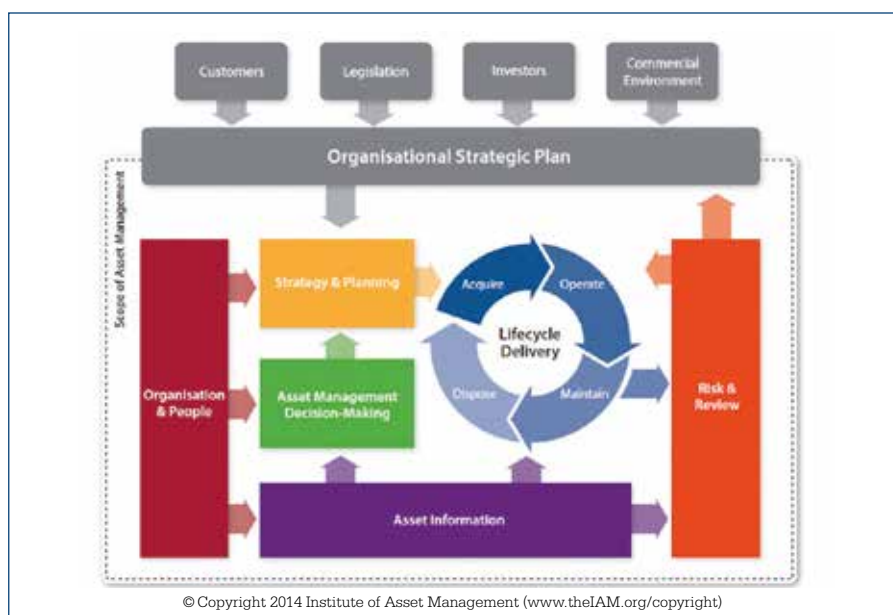 Customers
Legislation
Investors
Commercial
Environment
Organisational Strategic Plan
Scope of Asset Management
Strategy & Planning
Acquire
Operate
Lifecycle
Delivery
Organisation
& People
Asset Management
Decision-Making
Dispose
Maintain
Risk &
Review
Asset Information
© Copyright 2014 Institute of Asset Management (www.theIAM.org/copyright)